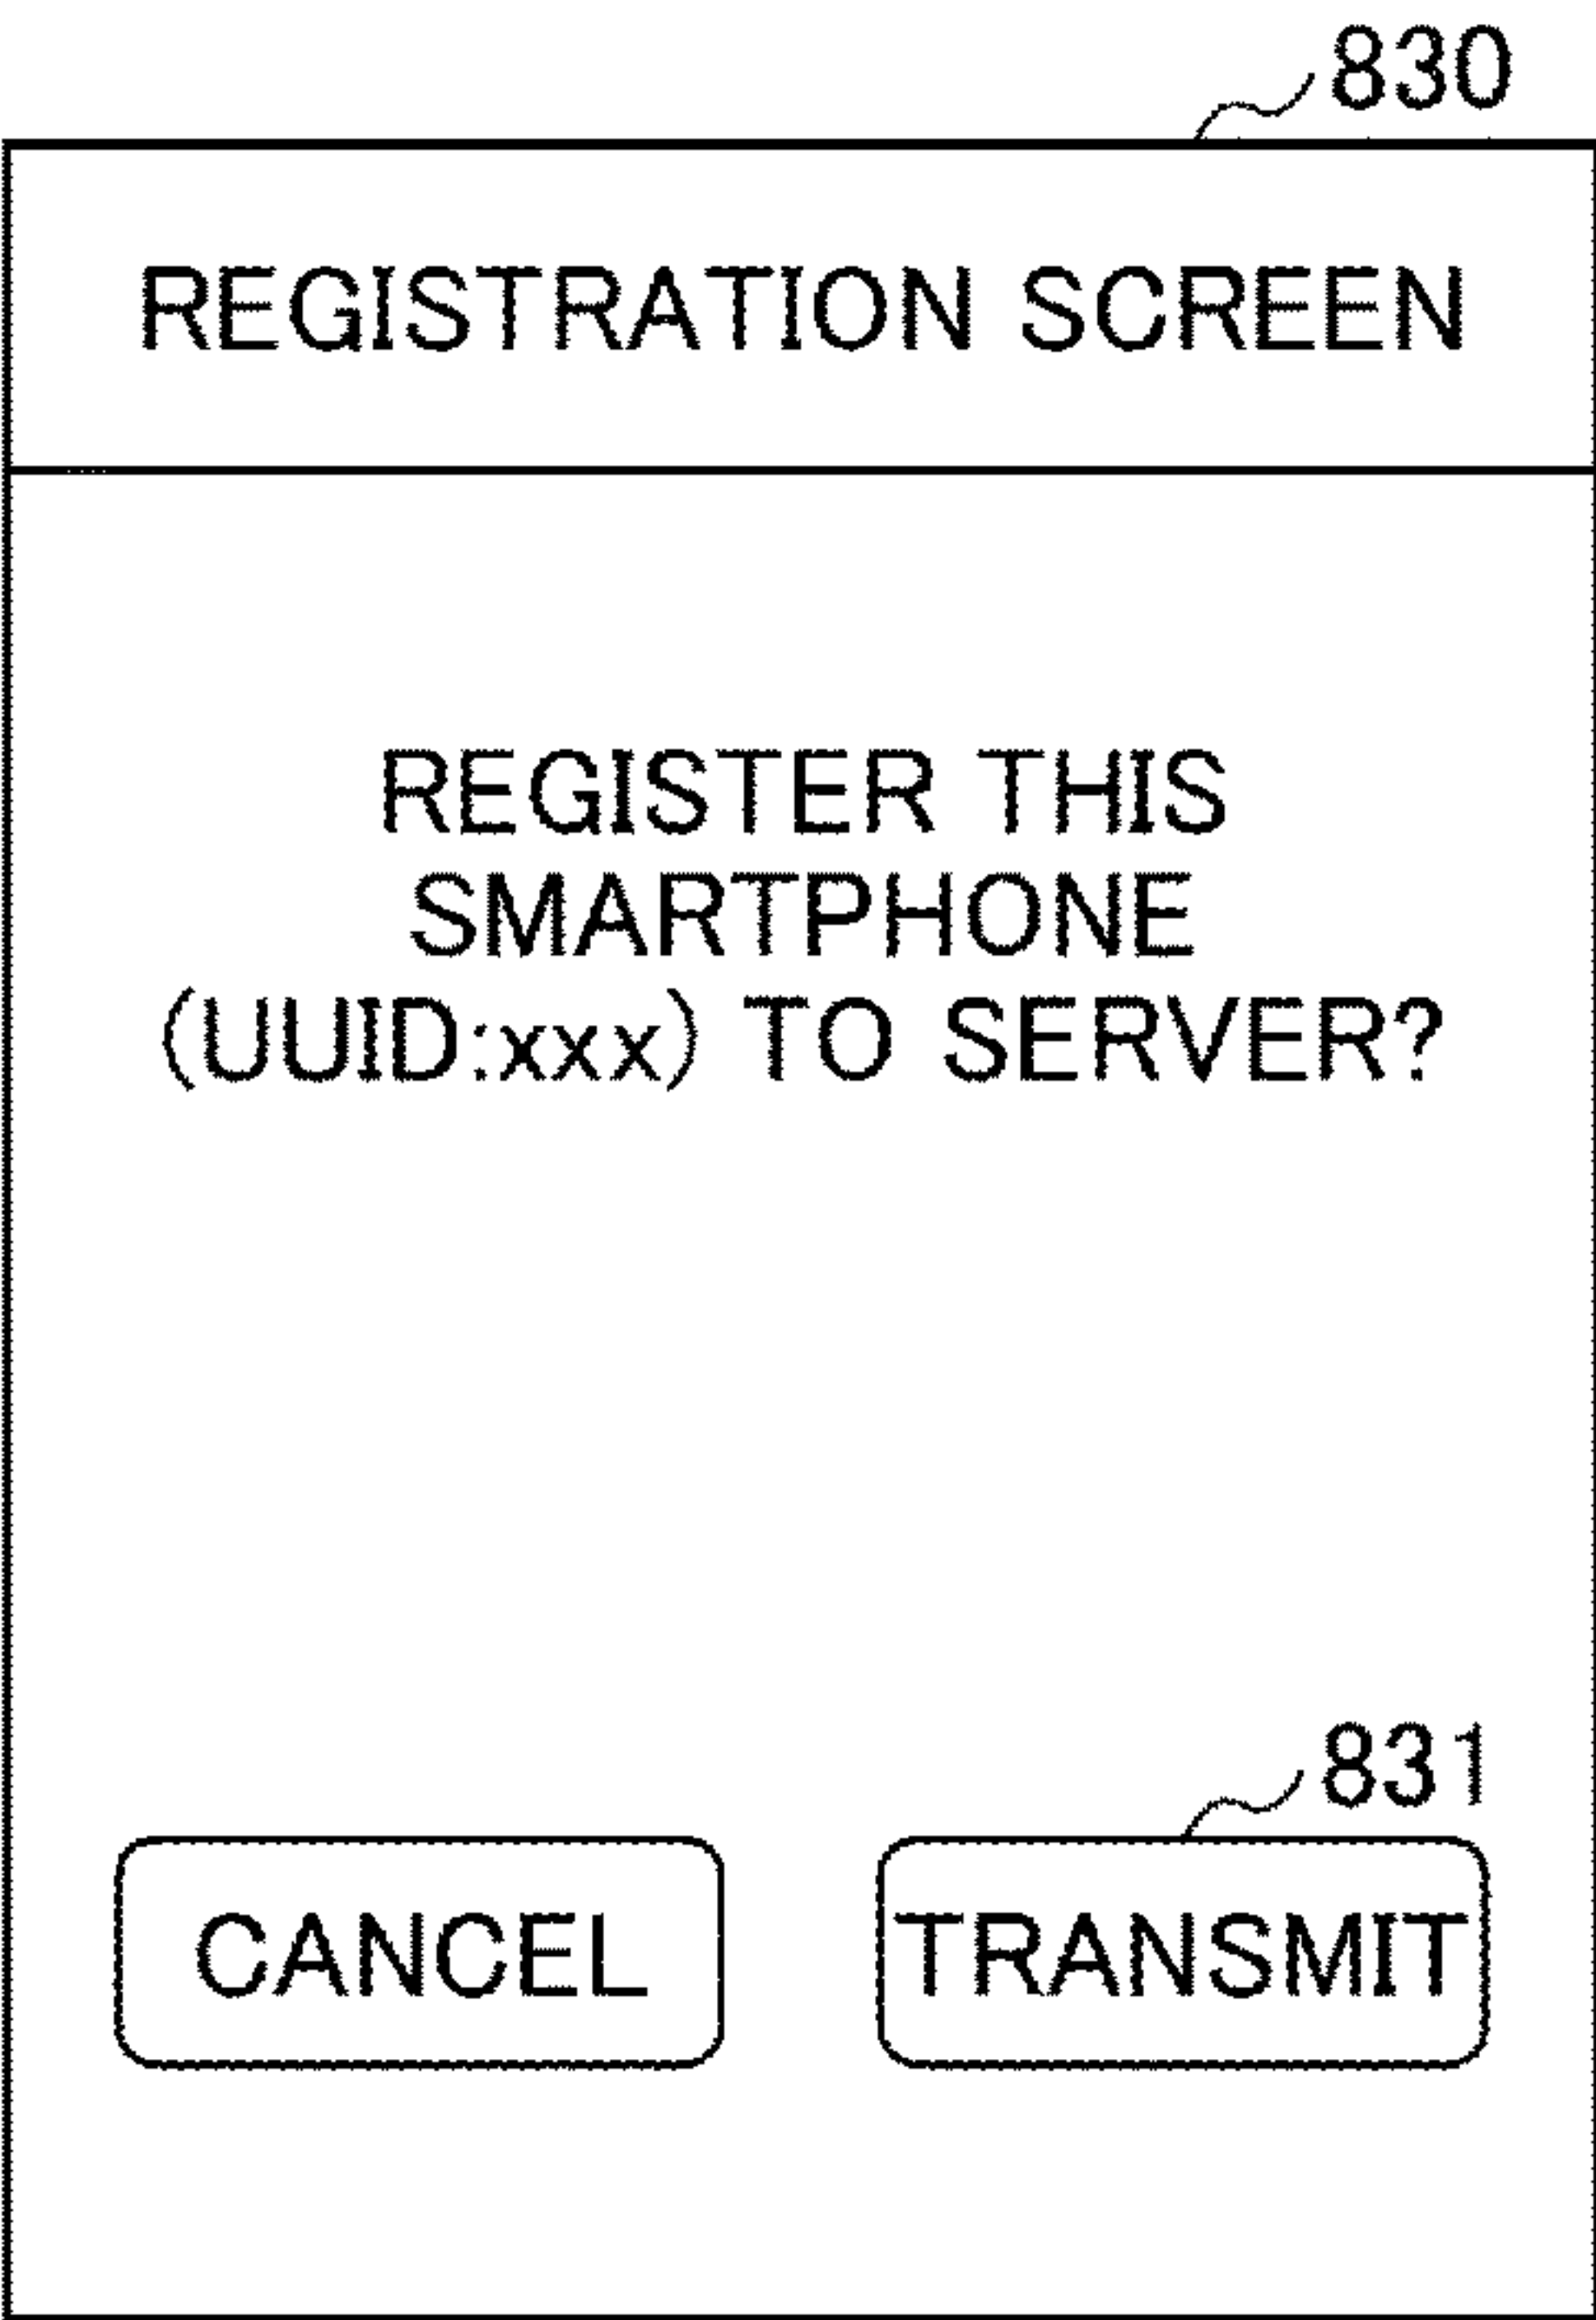 830
REGISTRATION SCREEN
REGISTER THIS
SMARTPHONE
(UUID:xxx) TO SERVER?
831
CANCEL TRANSMIT